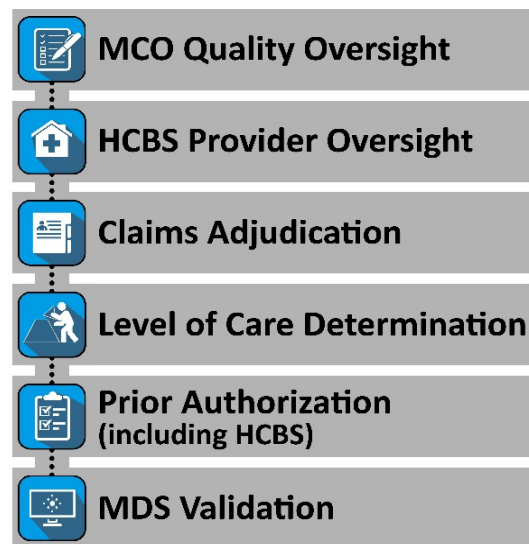 MCO Quality Oversight
HCBS Provider Oversight
Claims Adjudication
Level of Care Determination
Prior Authorization
(including HCBS)
MDS Validation